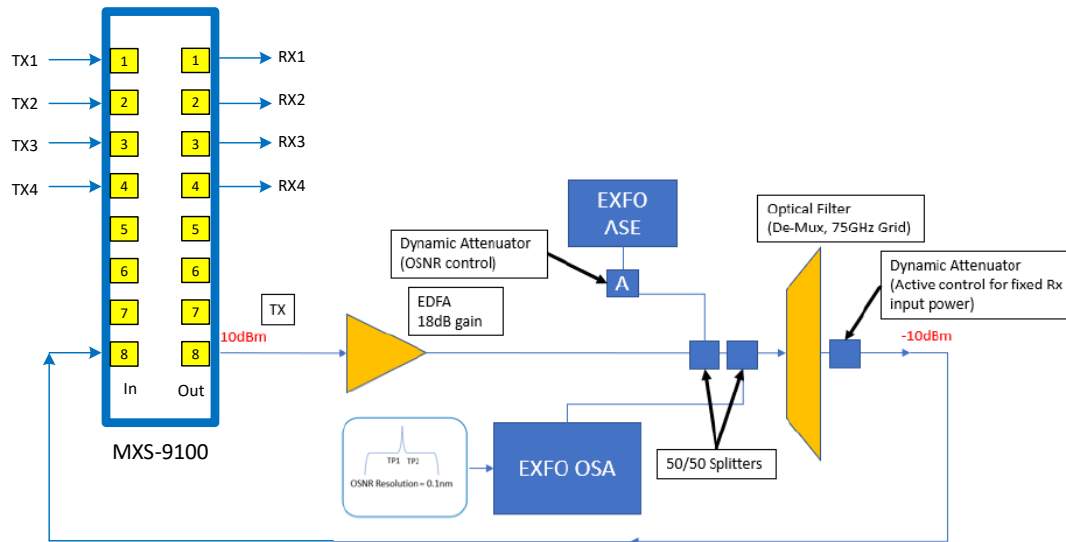 TX1
1
1
RX1
TX2
2
2
RX2
TX3
3
3
RX3
TX4
4
4
RX4
5
5
6
6
7
7
8
8
In
Out
MXS-9100
TX
10dBm
EDFA
18dB gain
Dynamic Attenuator
(OSNR control)
EXFO
ASE
A
Optical Filter
(De-Mux, 75GHz Grid)
Dynamic Attenuator
(Active control for fixed Rx
input power)
-10dBm
50/50 Splitters
EXFO OSA
TP1 TP2
OSNR Resolution = 0.1nm